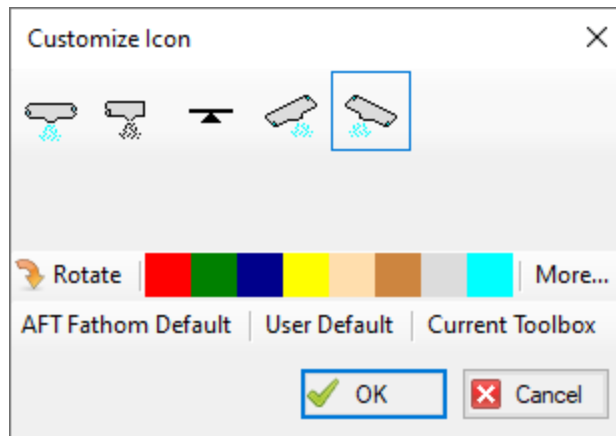 Customize Icon
Rotate More...
AFT Fathom Default User Default Current Toolbox
OK Cancel